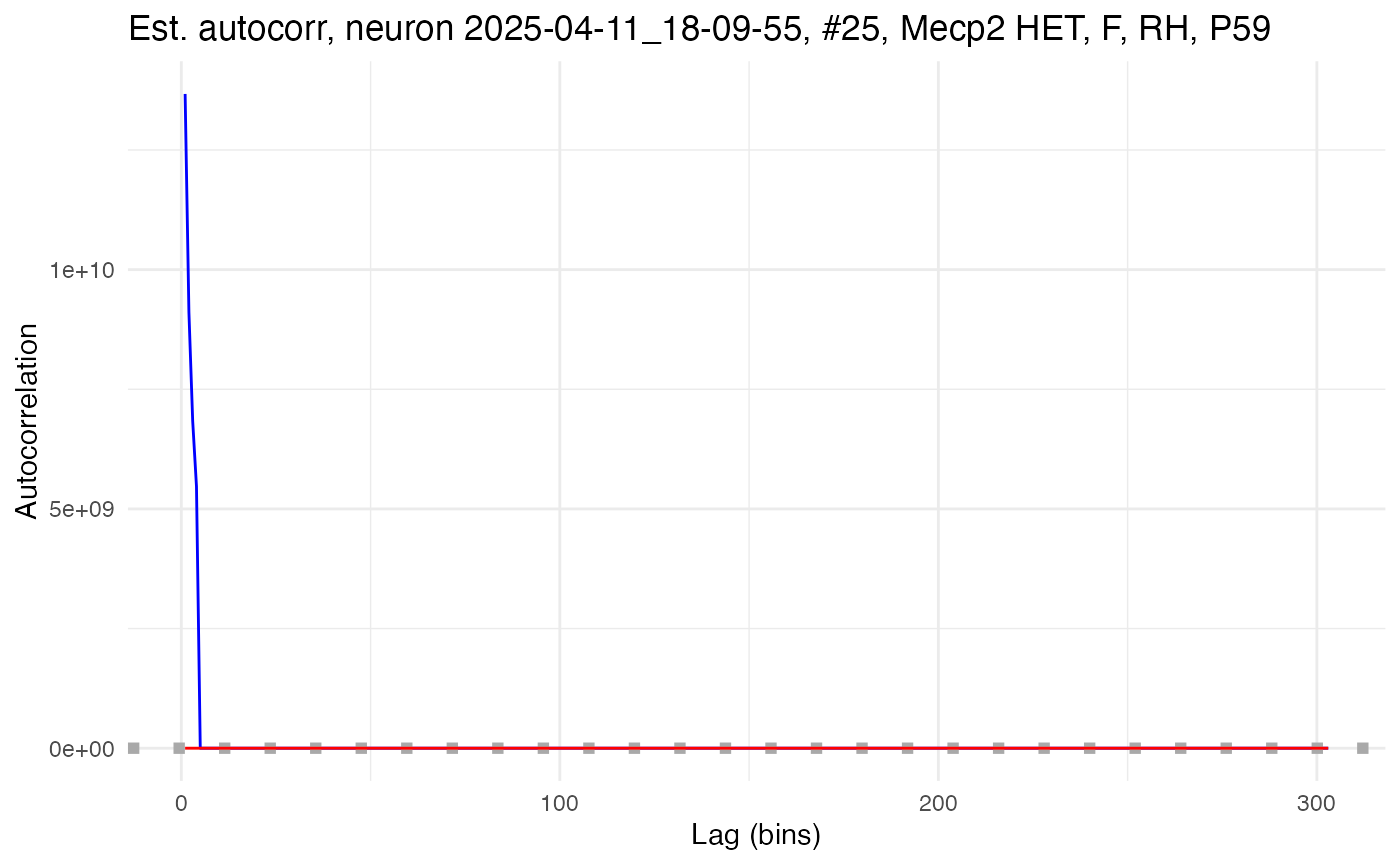 Est. autocorr, neuron 2025-04-11_18-09-55, #25, Mecp2 HET, F, RH, P59
Autocorrelation
1e+10
5e+09
0e+00
0 100 200 300
Lag (bins)